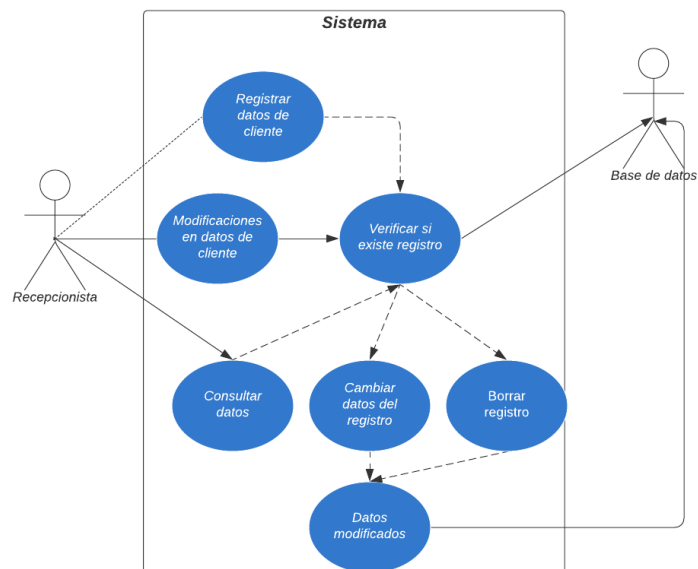 Sistema
Registrar
datos de
cliente
Base de datos
Modificaciones
en datos de
cliente
Verificar si
existe registro
Recepcionista
Consultar
datos
Cambiar
datos del
registro
Borrar
registro
Datos
modificados